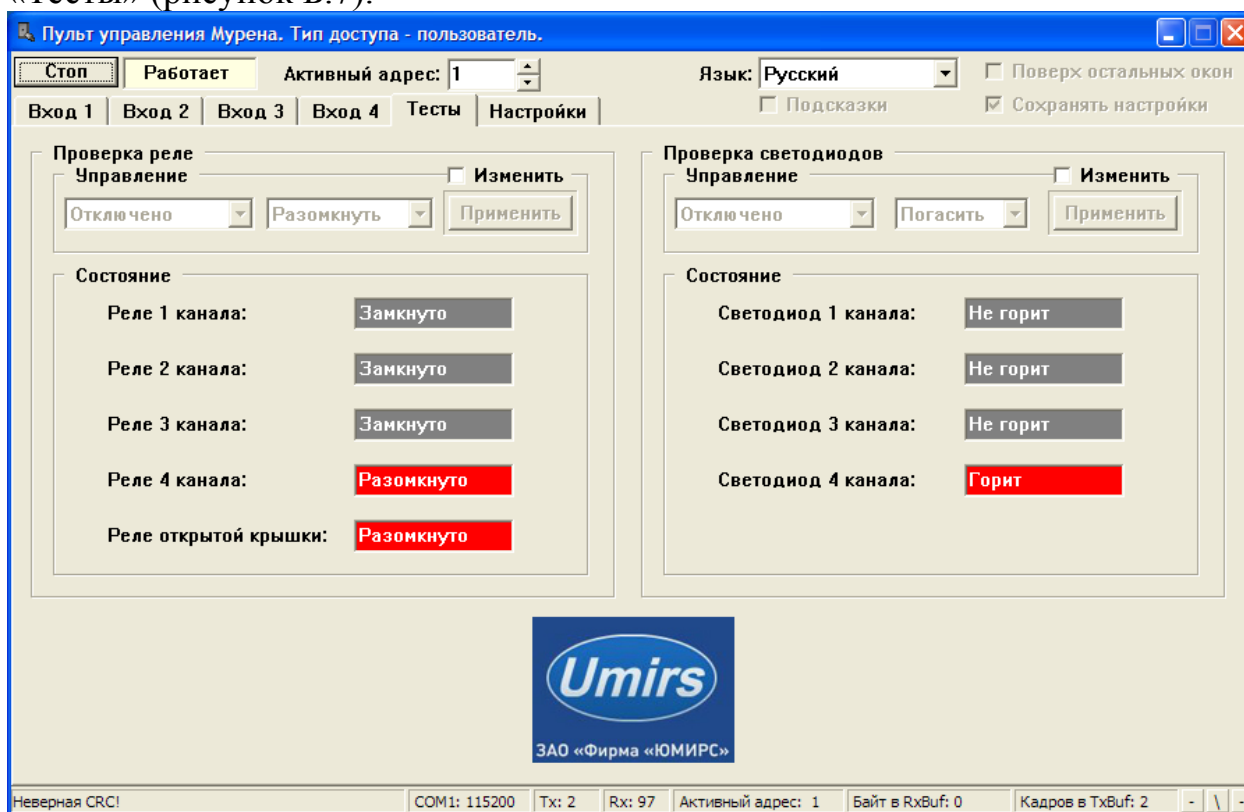 «Тесты» (рисунок В.7).
Пульт управления Мурена. Тип доступа - пользователь.
Стоп Работает Активный адрес: 1 Язык: Русский Поверх остальных окон
Подсказки Сохранять настройки
Вход 1 Вход 2 Вход 3 Вход 4 Тесты Настройки
Проверка реле
Управление Изменить
Отключено Разомкнуть Применить
Состояние
Реле 1 канала: Замкнуто
Реле 2 канала: Замкнуто
Реле 3 канала: Замкнуто
Реле 4 канала: Разомкнуто
Реле открытой крышки: Разомкнуто
Проверка светодиодов
Управление Изменить
Отключено Погасить Применить
Состояние
Светодиод 1 канала: Не горит
Светодиод 2 канала: Не горит
Светодиод 3 канала: Не горит
Светодиод 4 канала: Горит
Umirs
ЗАО «Фирма «ЮМИРС»
Неверная CRC! COM1: 115200 Tx: 2 Rx: 97 Активный адрес: 1 Байт в RxBuf: 0 Кадров в TxBuf: 2 - \ -